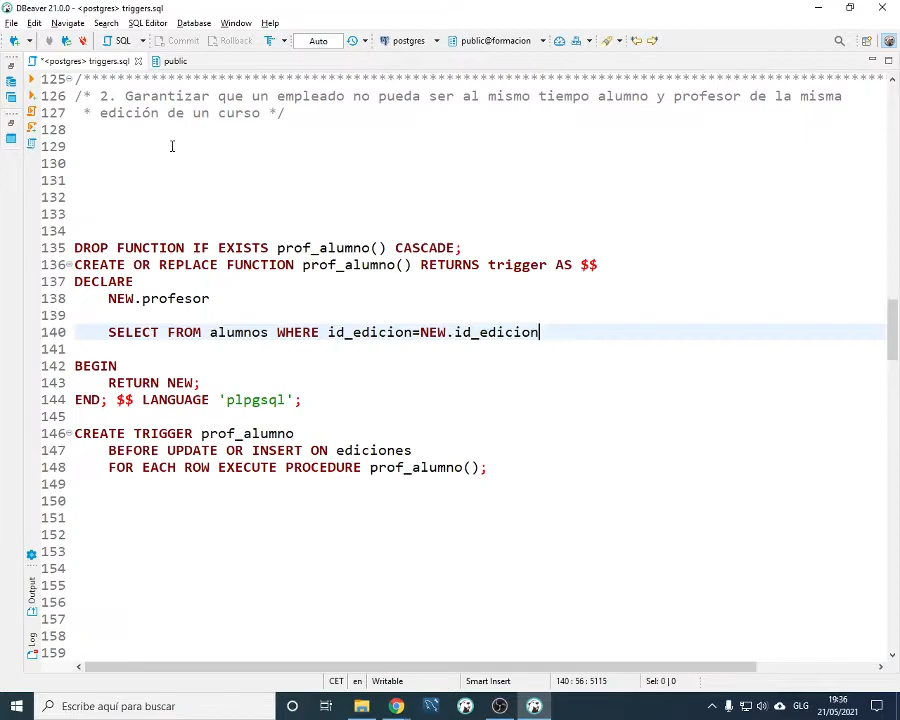 DBeaver 21.0.0 - <postgres> triggers.sql
File Edit Navigate Search SQL Editor Database Window Help
SQL Commit Rollback T Auto postgres public@formacion
*<postgres> triggers.sql public
125 /************************************************************************************************
126 /* 2. Garantizar que un empleado no pueda ser al mismo tiempo alumno y profesor de la misma
127 * edición de un curso */
128
129
130
131
132
133
134
135 DROP FUNCTION IF EXISTS prof_alumno() CASCADE;
136 CREATE OR REPLACE FUNCTION prof_alumno() RETURNS trigger AS $$
137 DECLARE
138 NEW.profesor
139
140 SELECT FROM alumnos WHERE id_edicion=NEW.id_edicion
141
142 BEGIN
143 RETURN NEW;
144 END; $$ LANGUAGE 'plpgsql';
145
146 CREATE TRIGGER prof_alumno
147 BEFORE UPDATE OR INSERT ON ediciones
148 FOR EACH ROW EXECUTE PROCEDURE prof_alumno();
149
150
151
152
153
154
155
156
157
158
159
Output
Log
CET en Writable Smart Insert 140 : 56 : 5115 Sel: 0 | 0
Escribe aquí para buscar
GLG
19:36
21/05/2021